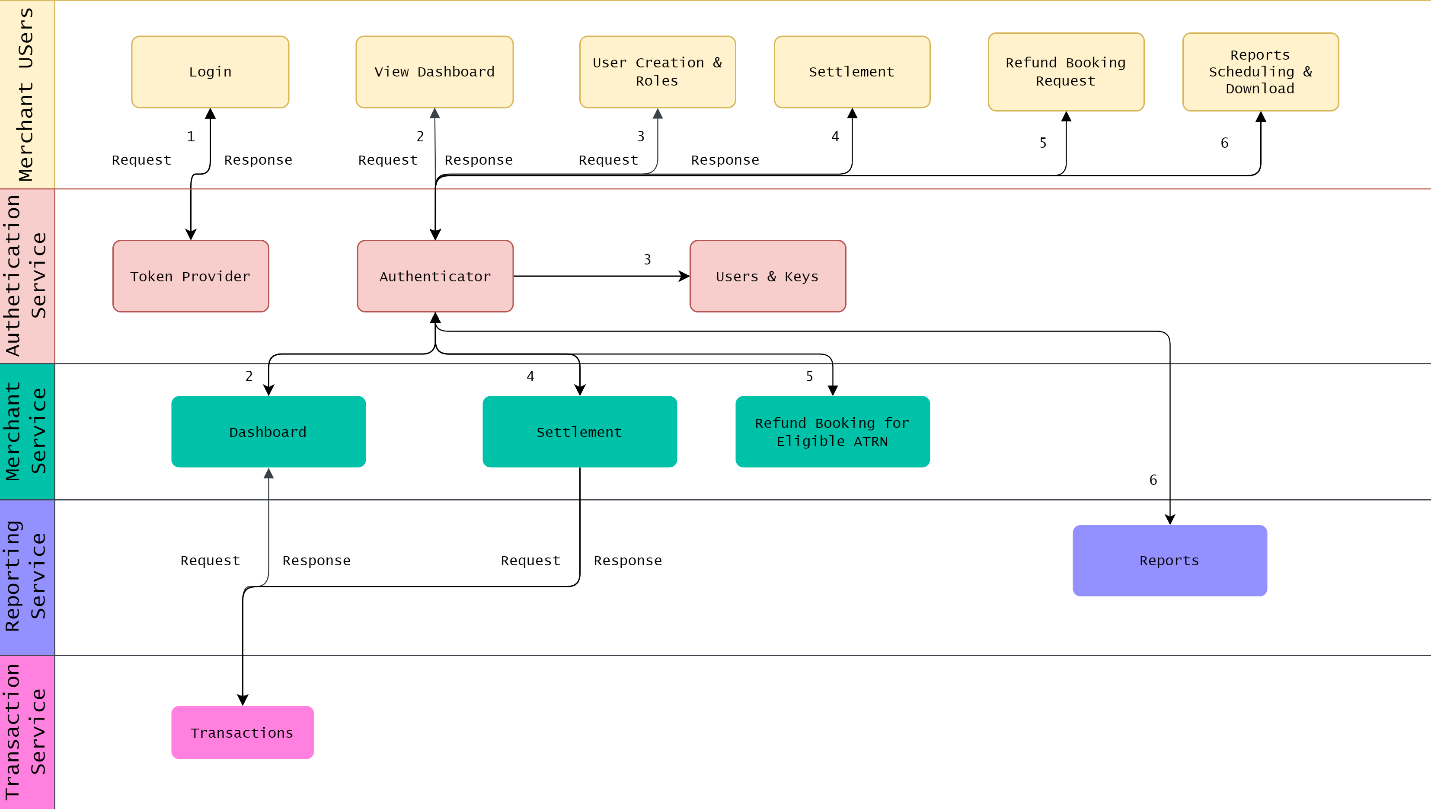 Merchant USers
Login
View Dashboard
User Creation &
Roles
Settlement
Refund Booking
Request
Reports
Scheduling &
Download
1
2
3
4
5
6
Request
Response
Request
Response
Request
Response
Authetication
Service
Token Provider
Authenticator
3
Users & Keys
Merchant
Service
2
4
5
Dashboard
Settlement
Refund Booking for
Eligible ATRN
6
Reporting
Service
Request
Response
Request
Response
Reports
Transaction
Service
Transactions